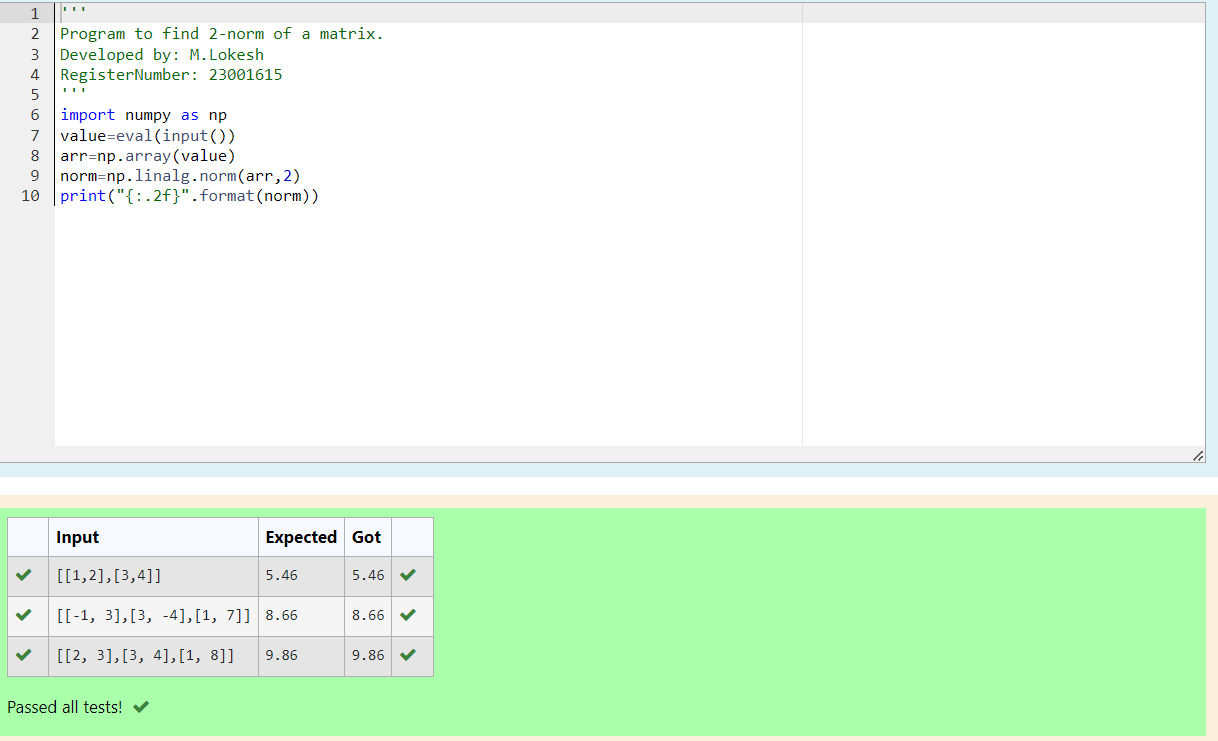 1 '''
2 Program to find 2-norm of a matrix.
3 Developed by: M.Lokesh
4 RegisterNumber: 23001615
5 '''
6 import numpy as np
7 value=eval(input())
8 arr=np.array(value)
9 norm=np.linalg.norm(arr,2)
10 print("{:.2f}".format(norm))
Input Expected Got
[[1,2],[3,4]] 5.46 5.46
[[-1, 3],[3, -4],[1, 7]] 8.66 8.66
[[2, 3],[3, 4],[1, 8]] 9.86 9.86
Passed all tests!